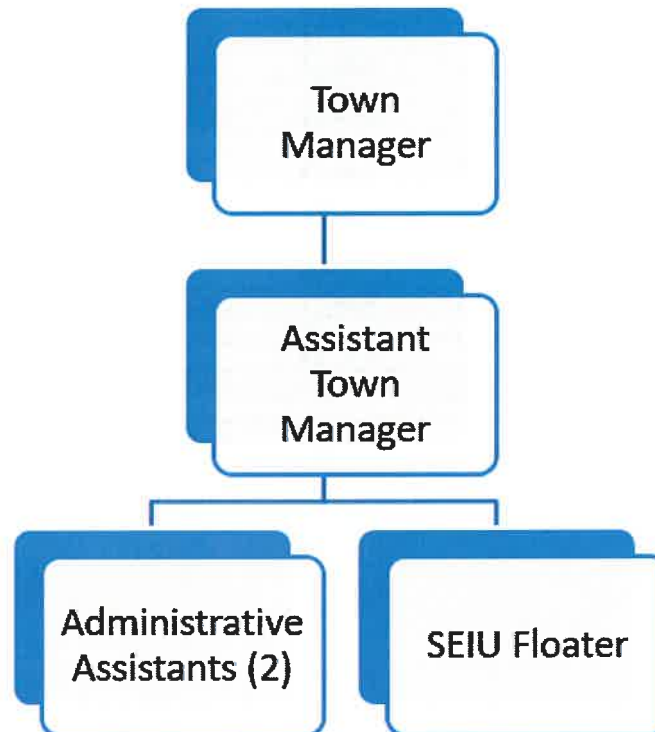 Town
Manager
Assistant
Town
Manager
Administrative
Assistants (2)
SEIU Floater